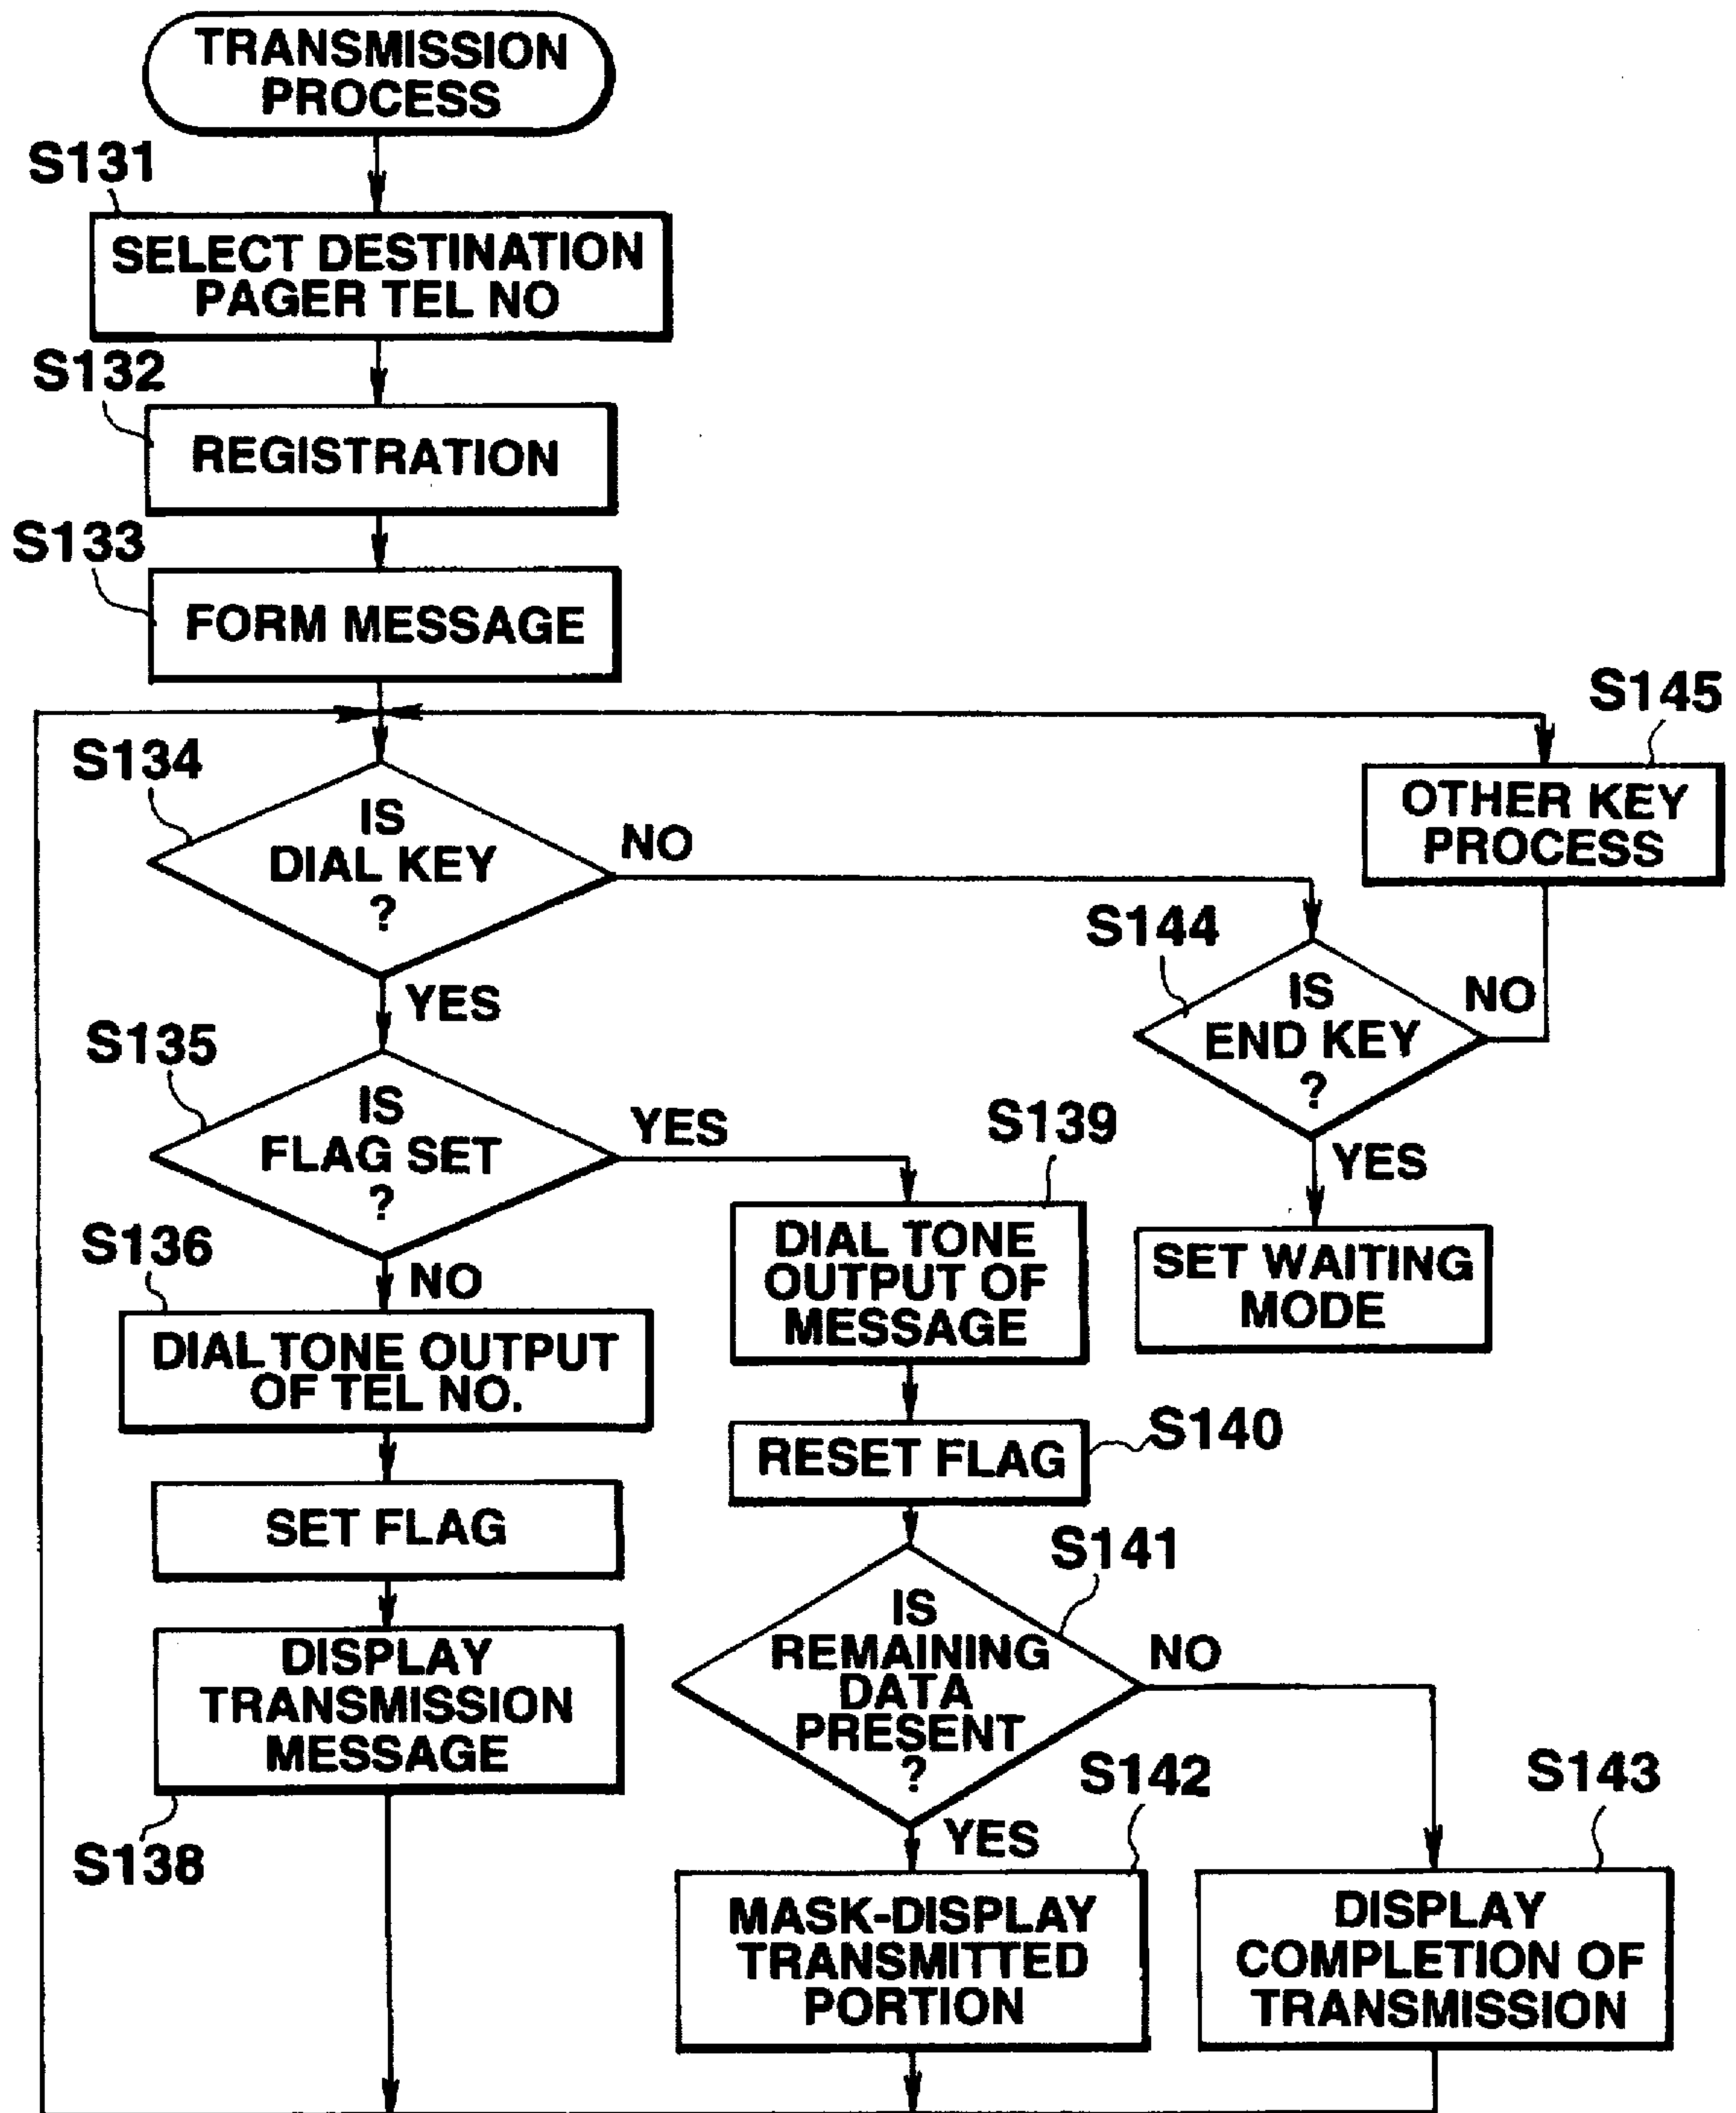 TRANSMISSION
PROCESS
S131
SELECT DESTINATION
PAGER TEL NO
S132
REGISTRATION
S133
FORM MESSAGE
S134
IS
DIAL KEY
?
NO
YES
S145
OTHER KEY
PROCESS
S144
IS
END KEY
?
NO
YES
SET WAITING
MODE
S135
IS
FLAG SET
?
YES
NO
S136
DIAL TONE OUTPUT
OF TEL NO.
SET FLAG
DISPLAY
TRANSMISSION
MESSAGE
S138
S139
DIAL TONE
OUTPUT OF
MESSAGE
RESET FLAG
S140
S141
IS
REMAINING
DATA
PRESENT
?
NO
YES
S142
MASK-DISPLAY
TRANSMITTED
PORTION
S143
DISPLAY
COMPLETION OF
TRANSMISSION